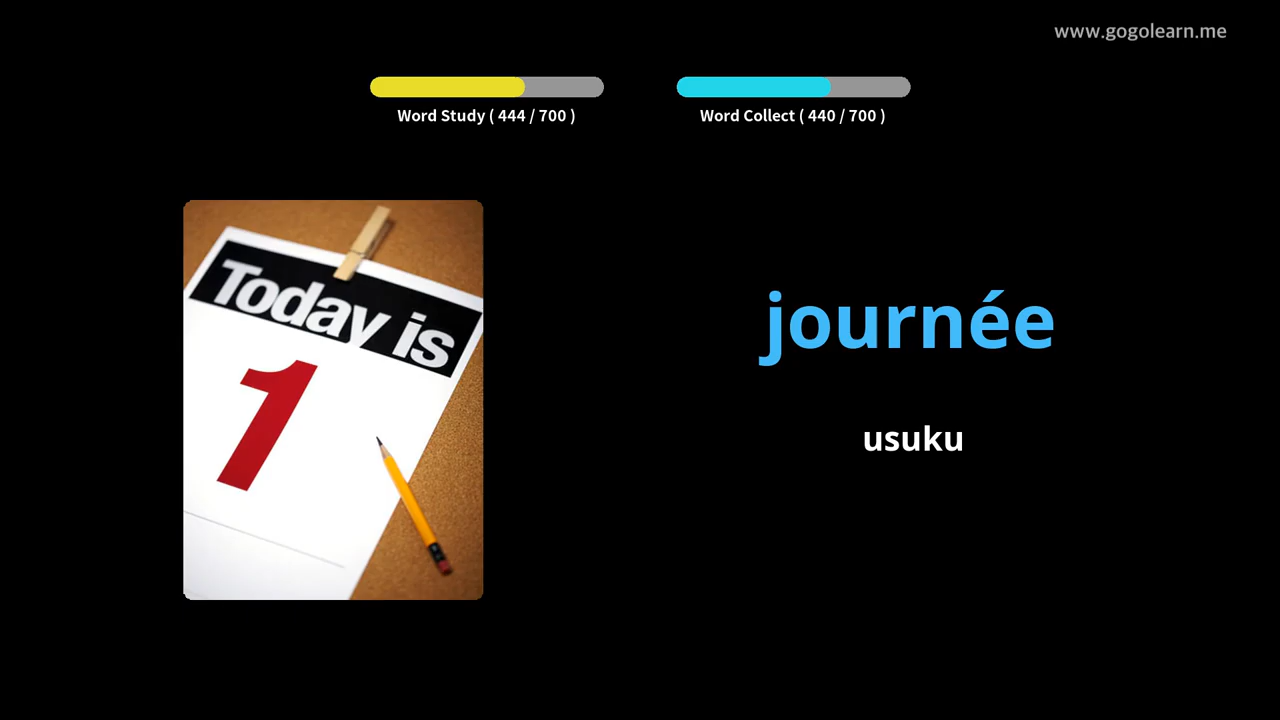 www.gogolearn.me
Word Study ( 444 / 700 )
Word Collect ( 440 / 700 )
Today is
1
journée
usuku